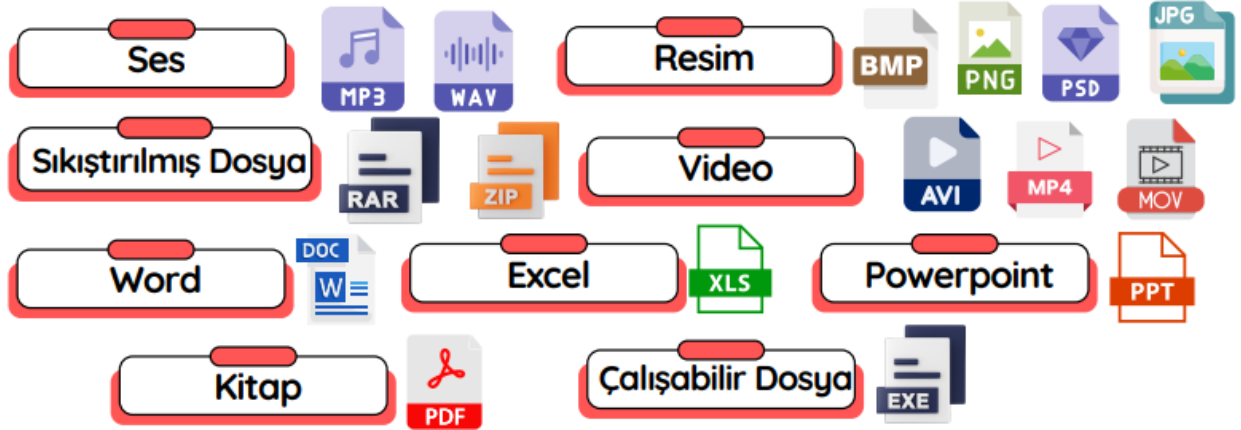 Ses
MP3
WAV
Resim
BMP
PNG
PSD
JPG
Sıkıştırılmış Dosya
RAR
ZIP
Video
AVI
MP4
MOV
Word
DOC
W
Excel
XLS
Powerpoint
PPT
Kitap
PDF
Çalışabilir Dosya
EXE